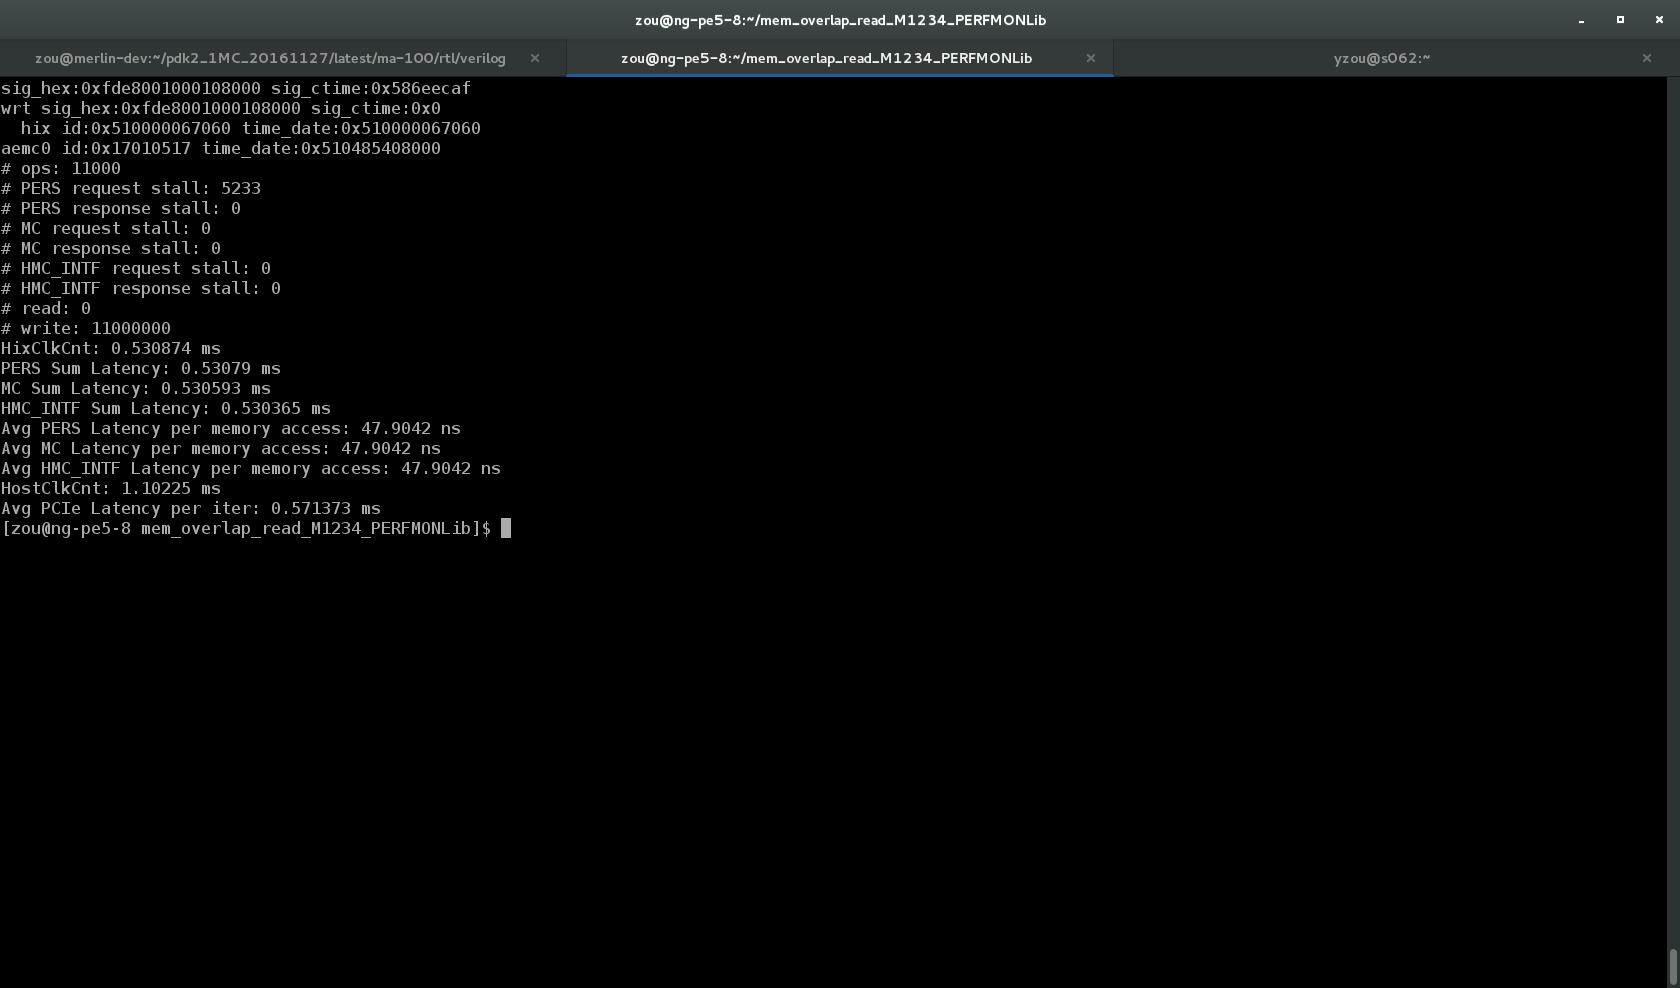 zou@ng-pe5-8:~/mem_overlap_read_M1234_PERFMONLib
zou@merlin-dev:~/pdk2_1MC_20161127/latest/ma-100/rtl/verilog
zou@ng-pe5-8:~/mem_overlap_read_M1234_PERFMONLib
yzou@s062:~
sig_hex:0xfde8001000108000 sig_ctime:0x586eecaf
wrt sig_hex:0xfde8001000108000 sig_ctime:0x0
  hix id:0x510000067060 time_date:0x510000067060
aemc0 id:0x17010517 time_date:0x510485408000
# ops: 11000
# PERS request stall: 5233
# PERS response stall: 0
# MC request stall: 0
# MC response stall: 0
# HMC_INTF request stall: 0
# HMC_INTF response stall: 0
# read: 0
# write: 11000000
HixClkCnt: 0.530874 ms
PERS Sum Latency: 0.53079 ms
MC Sum Latency: 0.530593 ms
HMC_INTF Sum Latency: 0.530365 ms
Avg PERS Latency per memory access: 47.9042 ns
Avg MC Latency per memory access: 47.9042 ns
Avg HMC_INTF Latency per memory access: 47.9042 ns
HostClkCnt: 1.10225 ms
Avg PCIe Latency per iter: 0.571373 ms
[zou@ng-pe5-8 mem_overlap_read_M1234_PERFMONLib]$